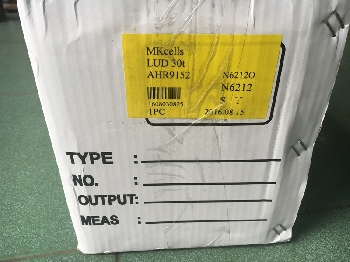 MKcells
LUD 30t
AHR9152 N6212O
N6212
S T
1PC 2016.08.15
TYPE :
NO. :
OUTPUT:
MEAS :